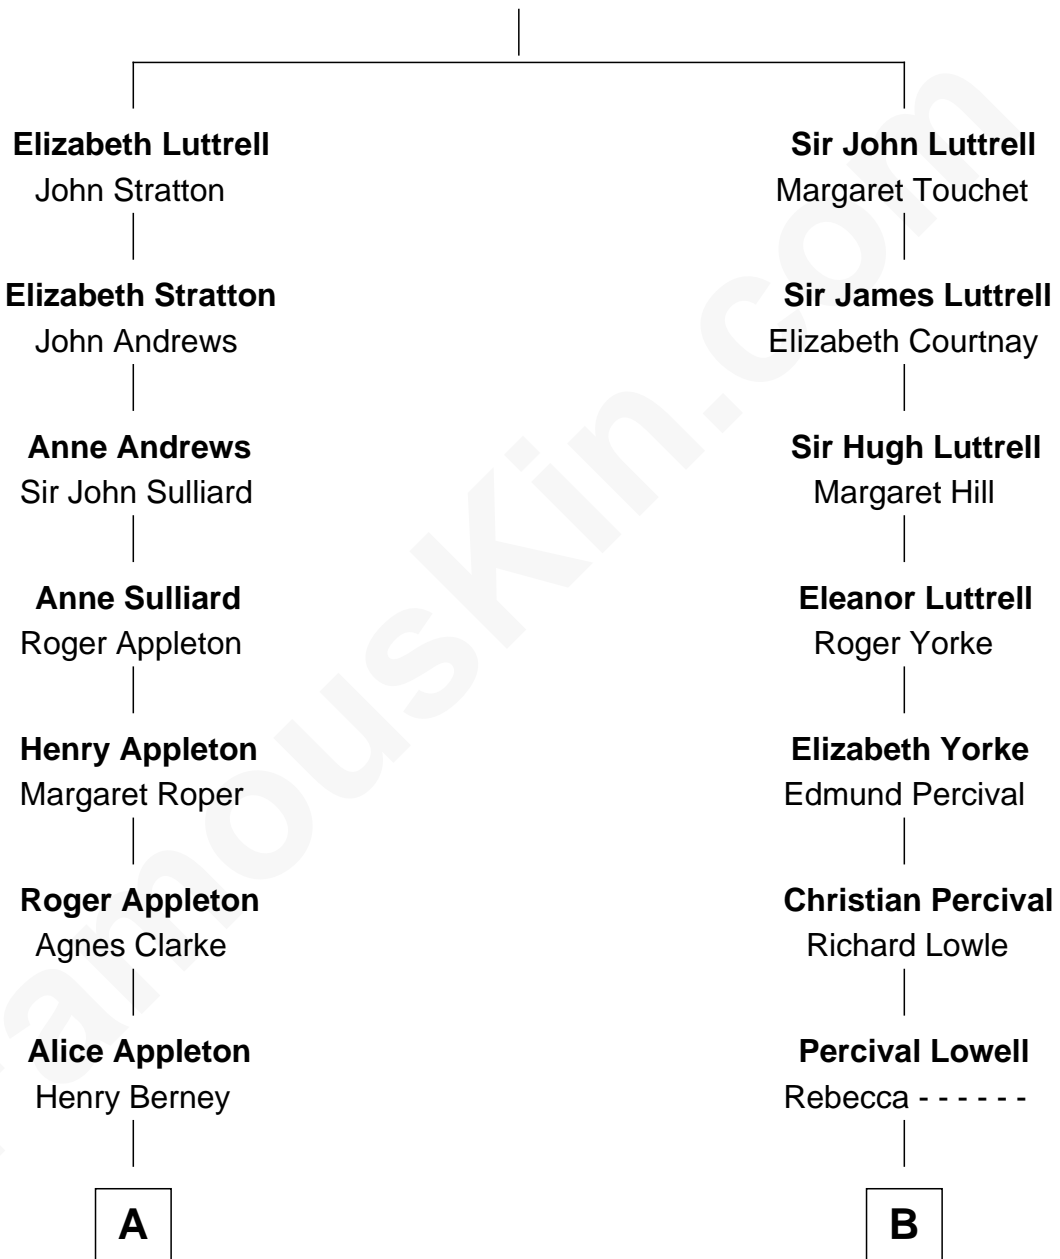 Elizabeth Luttrell
John Stratton
Elizabeth Stratton
John Andrews
Anne Andrews
Sir John Sulliard
Anne Sulliard
Roger Appleton
Henry Appleton
Margaret Roper
Roger Appleton
Agnes Clarke
Alice Appleton
Henry Berney
A
Sir John Luttrell
Margaret Touchet
Sir James Luttrell
Elizabeth Courtnay
Sir Hugh Luttrell
Margaret Hill
Eleanor Luttrell
Roger Yorke
Elizabeth Yorke
Edmund Percival
Christian Percival
Richard Lowle
Percival Lowell
Rebecca - - - - - -
B
FamousKin.com